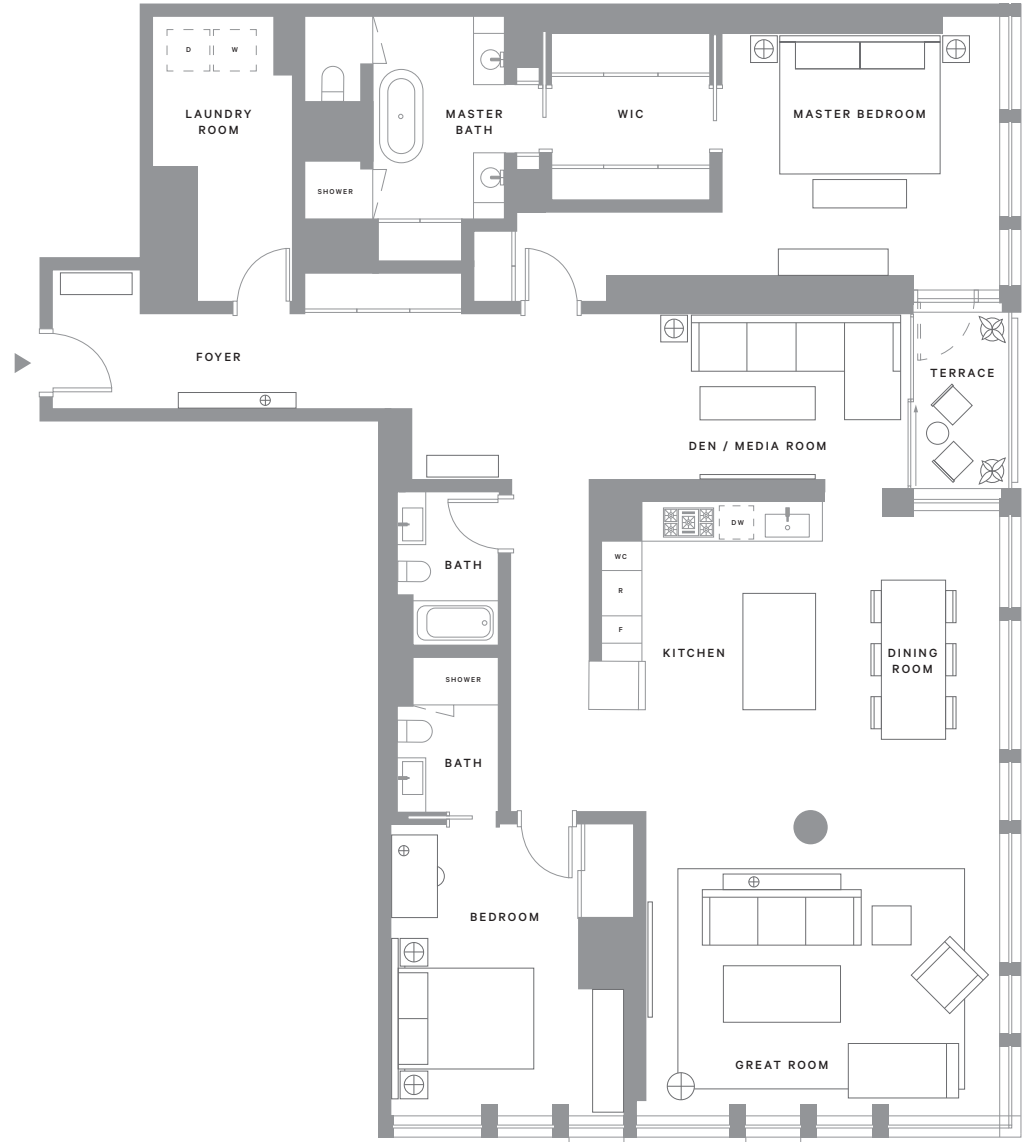 D
W
LAUNDRY
ROOM
MASTER
BATH
WIC
MASTER BEDROOM
SHOWER
FOYER
TERRACE
DEN / MEDIA ROOM
DW
WC
BATH
R
F
KITCHEN
DINING
ROOM
SHOWER
BATH
BEDROOM
GREAT ROOM